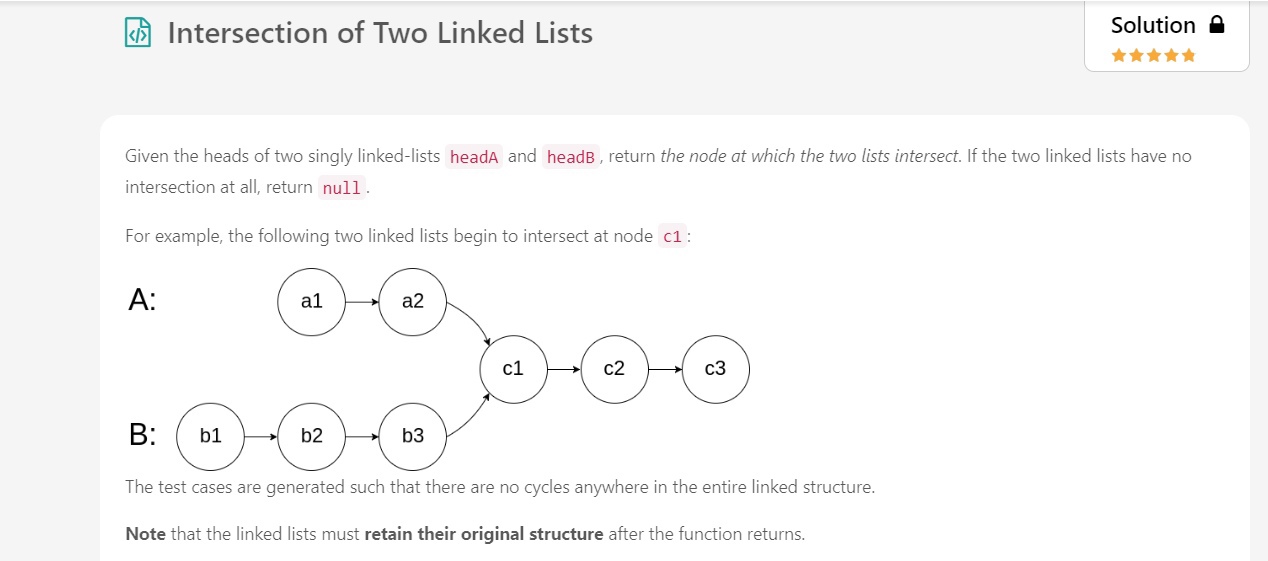 Intersection of Two Linked Lists
Solution
Given the heads of two singly linked-lists headA and headB , return the node at which the two lists intersect. If the two linked lists have no
intersection at all, return null .
For example, the following two linked lists begin to intersect at node c1 :
A: a1 a2
c1 c2 c3
B: b1 b2 b3
The test cases are generated such that there are no cycles anywhere in the entire linked structure.
Note that the linked lists must retain their original structure after the function returns.